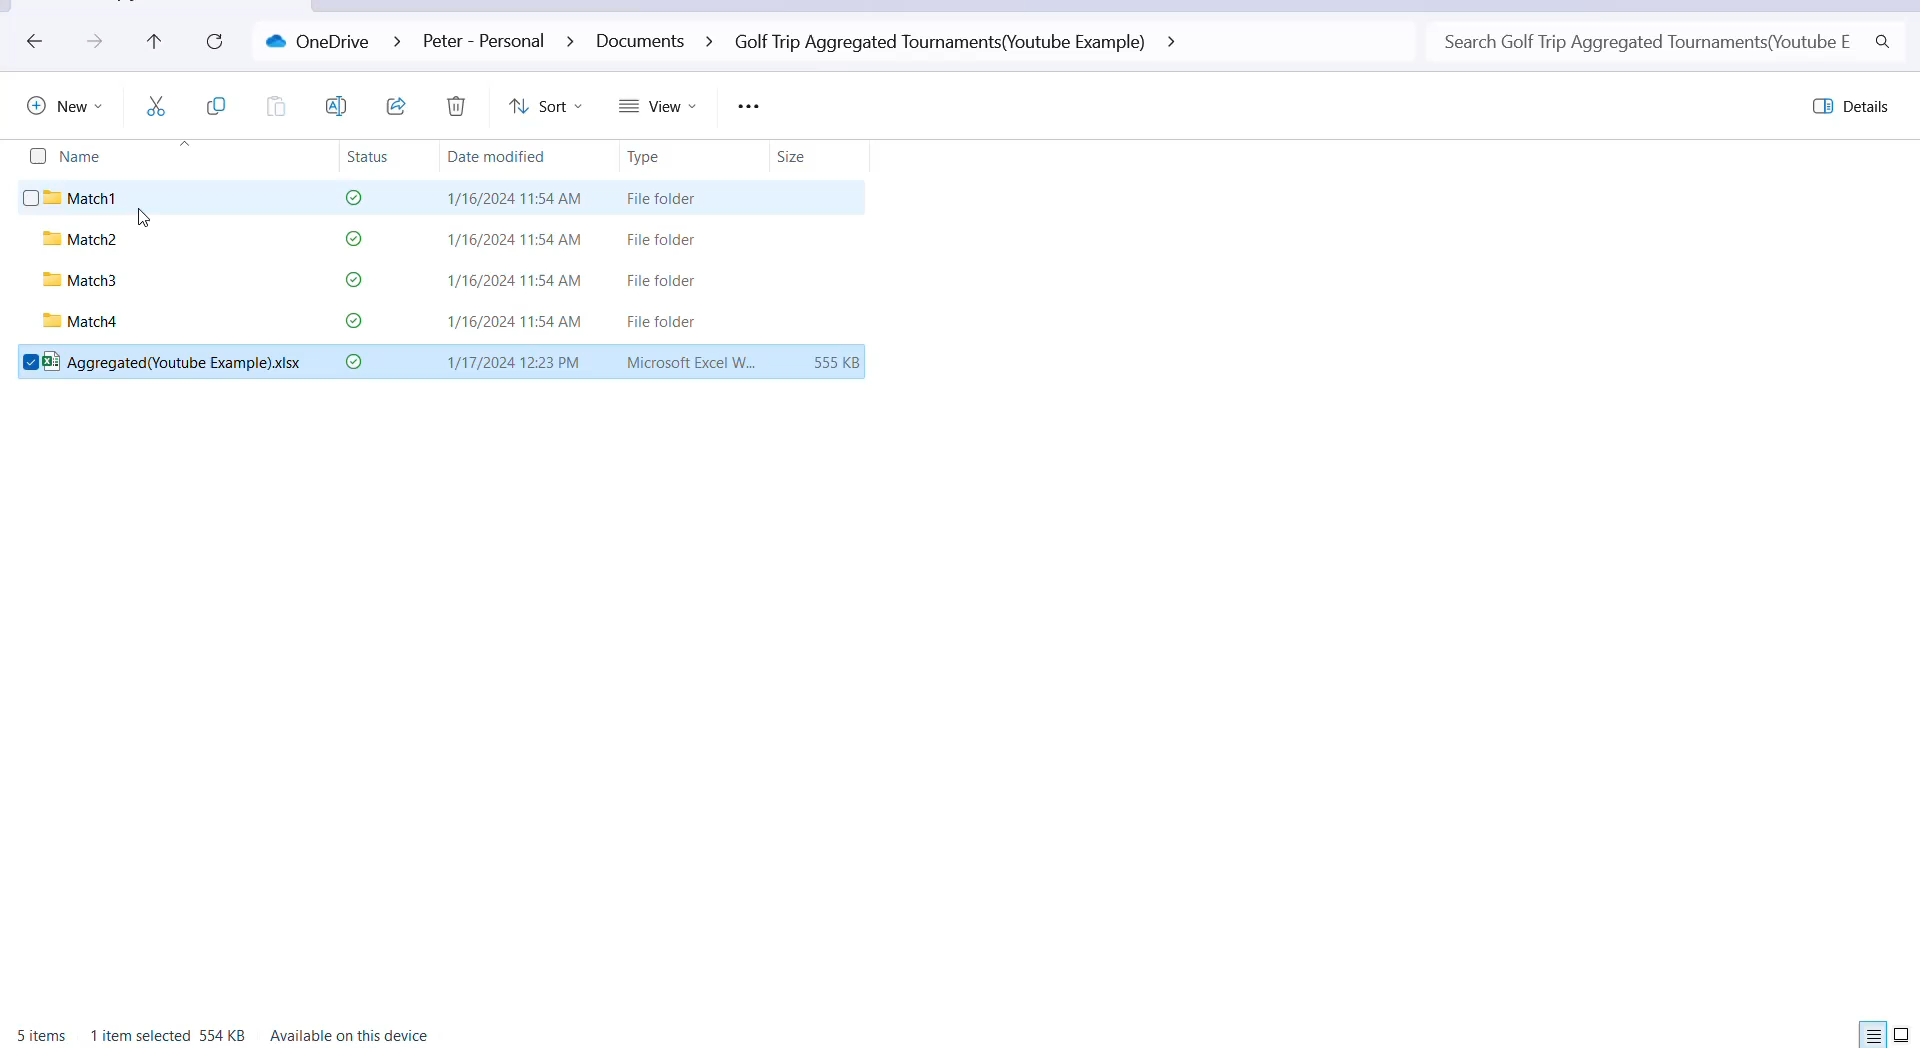 OneDrive > Peter - Personal > Documents > Golf Trip Aggregated Tournaments(Youtube Example) >
Search Golf Trip Aggregated Tournaments(Youtube E
New Sort View ••• Details
Name Status Date modified Type Size
Match1 1/16/2024 11:54 AM File folder
Match2 1/16/2024 11:54 AM File folder
Match3 1/16/2024 11:54 AM File folder
Match4 1/16/2024 11:54 AM File folder
Aggregated(Youtube Example).xlsx 1/17/2024 12:23 PM Microsoft Excel W... 555 KB
5 items 1 item selected 554 KB Available on this device